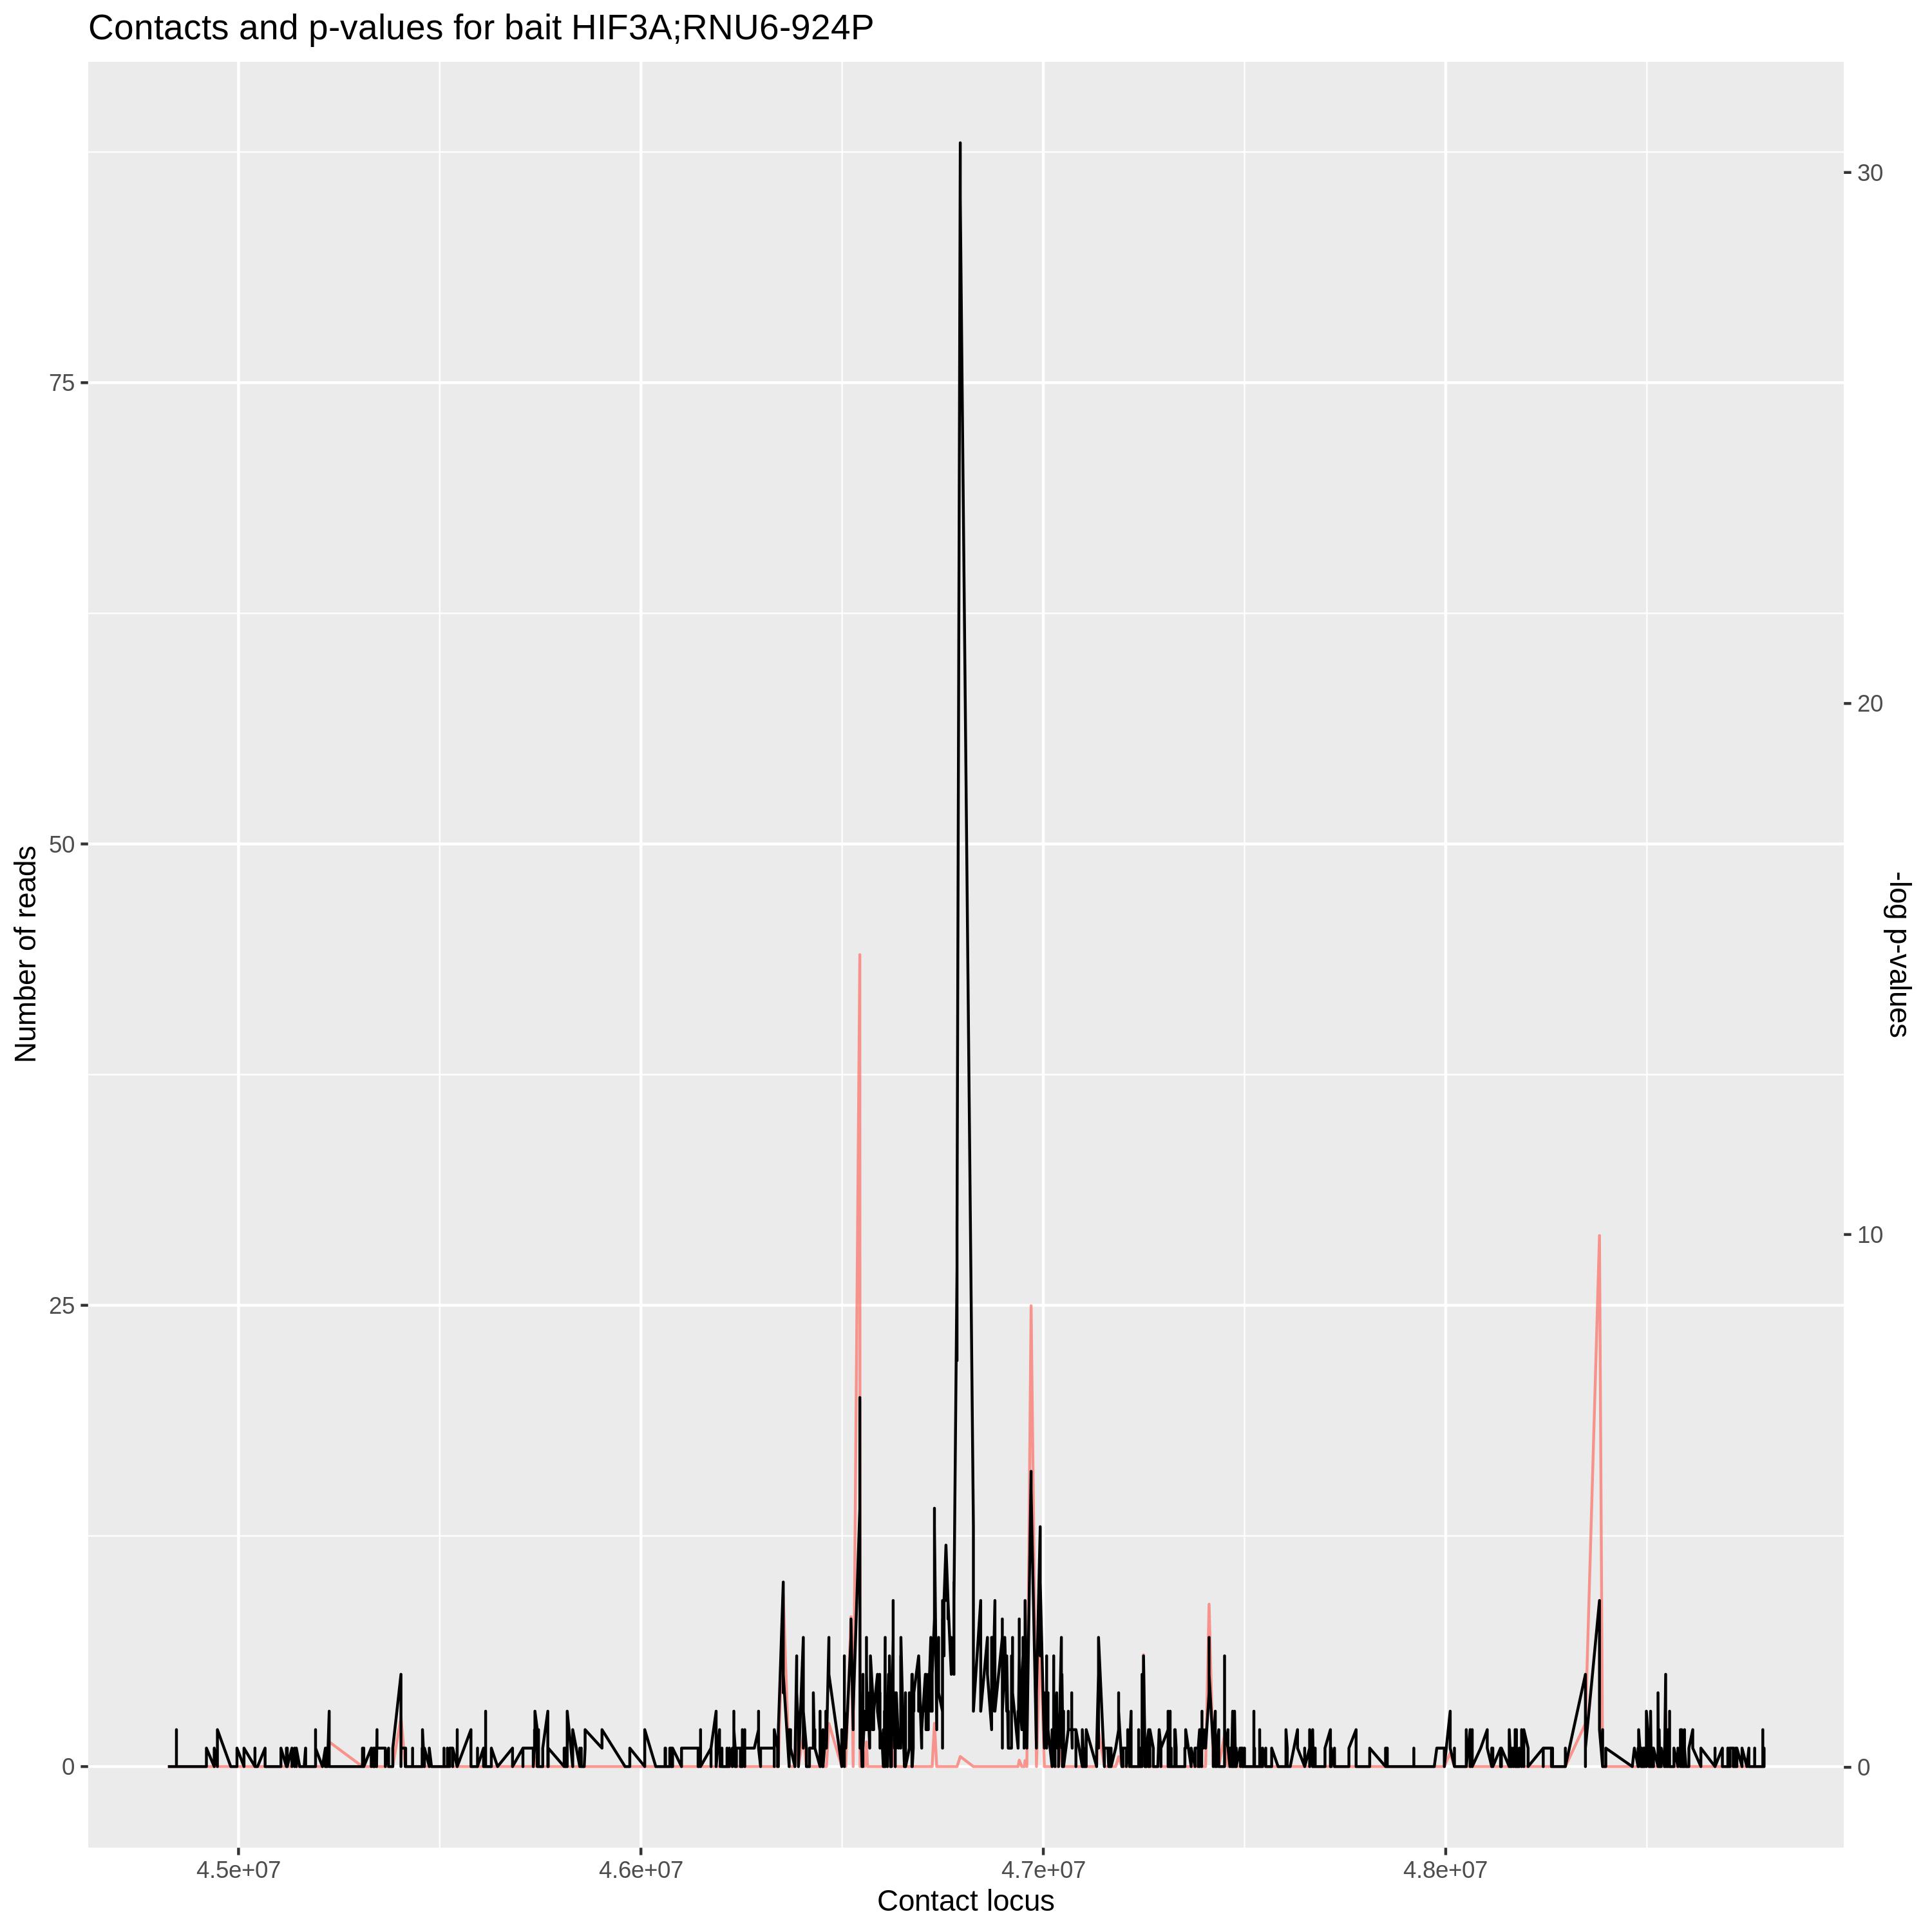 Contacts and p-values for bait HIF3A;RNU6-924P
Number of reads
75
50
25
0
30
20
10
0
-log p-values
4.5e+07
4.6e+07
4.7e+07
4.8e+07
Contact locus